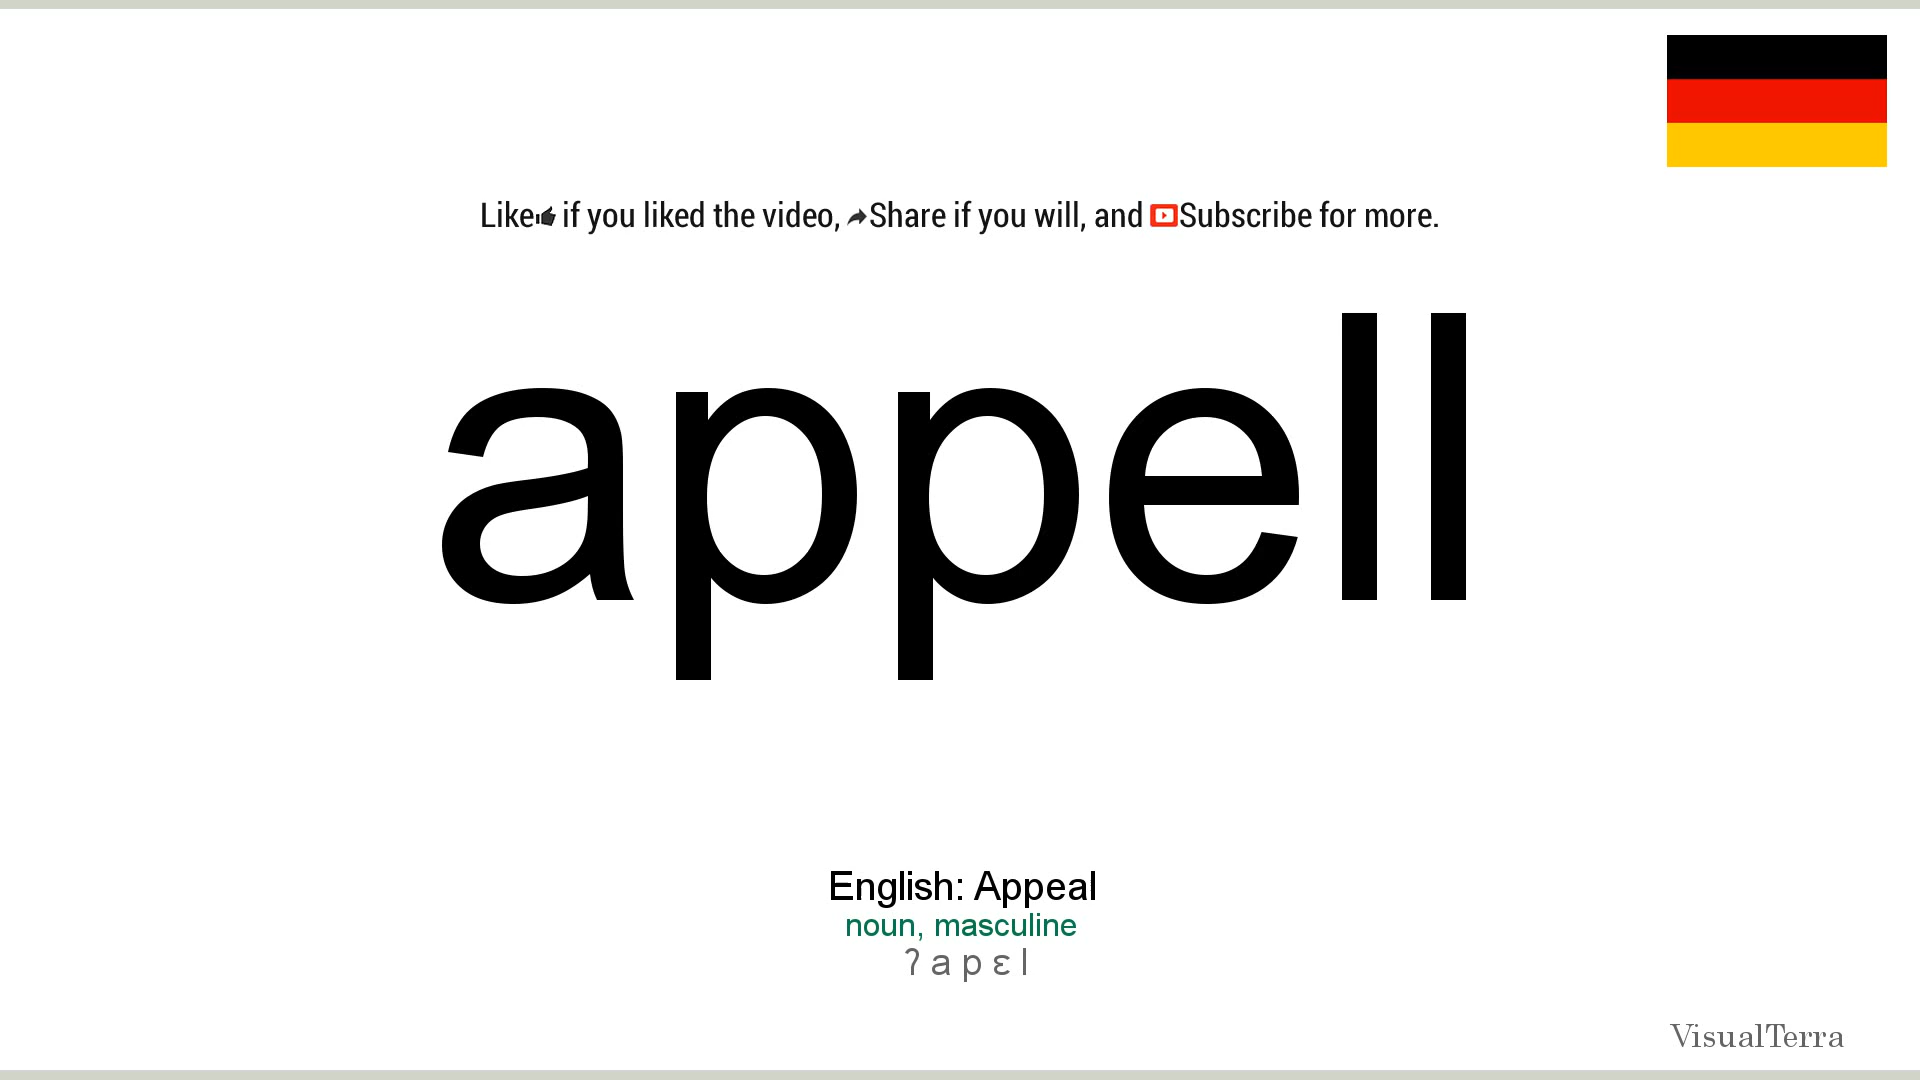 Like if you liked the video, Share if you will, and Subscribe for more.
appell
English: Appeal
noun, masculine
ʔ a p ɛ l
VisualTerra